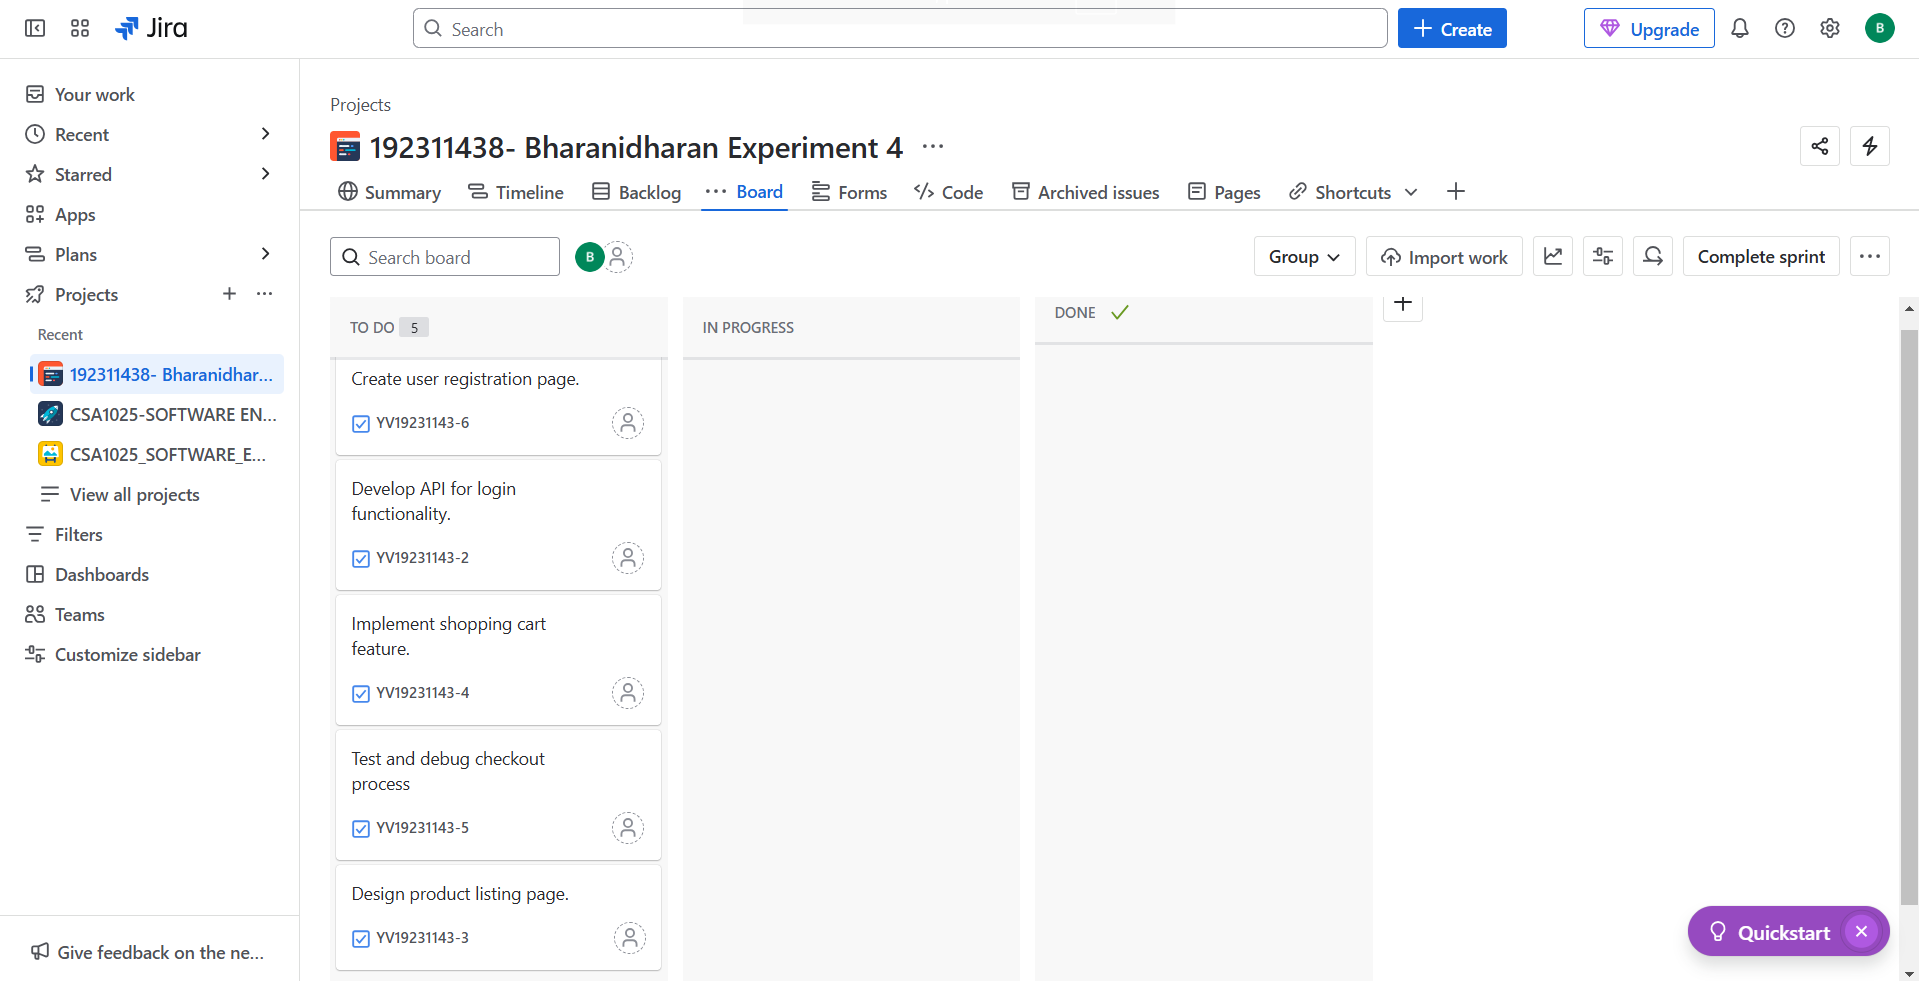 Jira
Search
Create
Upgrade
B
Your work
Recent
Starred
Apps
Plans
Projects
Recent
192311438- Bharanidhar...
CSA1025-SOFTWARE EN...
CSA1025_SOFTWARE_E...
View all projects
Filters
Dashboards
Teams
Customize sidebar
Give feedback on the ne...
Projects
192311438- Bharanidharan Experiment 4
Summary
Timeline
Backlog
Board
Forms
Code
Archived issues
Pages
Shortcuts
Search board
B
Group
Import work
Complete sprint
TO DO 5
Create user registration page.
YV19231143-6
Develop API for login
functionality.
YV19231143-2
Implement shopping cart
feature.
YV19231143-4
Test and debug checkout
process
YV19231143-5
Design product listing page.
YV19231143-3
IN PROGRESS
DONE
Quickstart